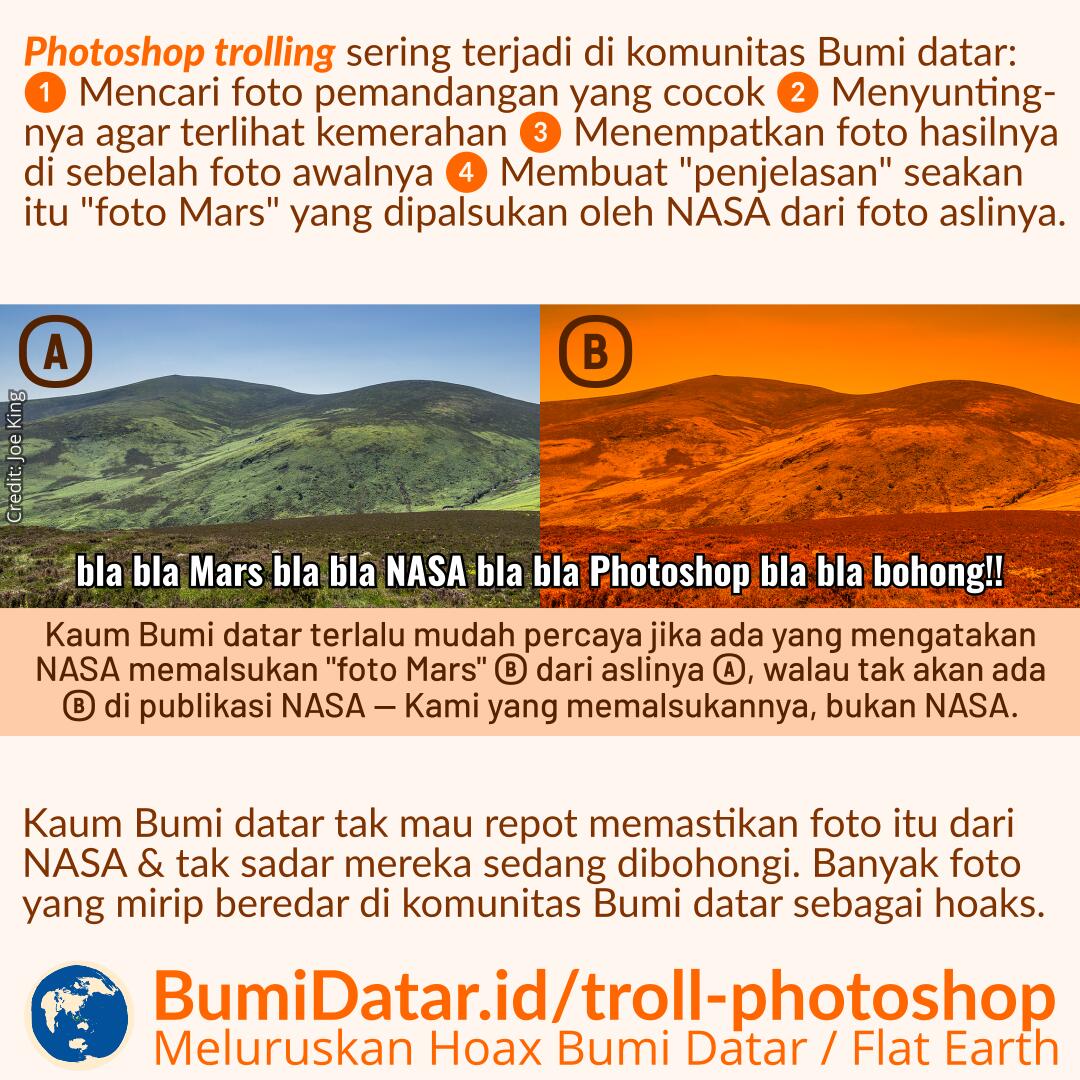 Photoshop trolling sering terjadi di komunitas Bumi datar:
1 Mencari foto pemandangan yang cocok 2 Menyunting-
nya agar terlihat kemerahan 3 Menempatkan foto hasilnya
di sebelah foto awalnya 4 Membuat "penjelasan" seakan
itu "foto Mars" yang dipalsukan oleh NASA dari foto aslinya.
A
B
Credit: Joe King
bla bla Mars bla bla NASA bla bla Photoshop bla bla bohong!!
Kaum Bumi datar terlalu mudah percaya jika ada yang mengatakan
NASA memalsukan "foto Mars" B dari aslinya A, walau tak akan ada
B di publikasi NASA — Kami yang memalsukannya, bukan NASA.
Kaum Bumi datar tak mau repot memastikan foto itu dari
NASA & tak sadar mereka sedang dibohongi. Banyak foto
yang mirip beredar di komunitas Bumi datar sebagai hoaks.
BumiDatar.id/troll-photoshop
Meluruskan Hoax Bumi Datar / Flat Earth